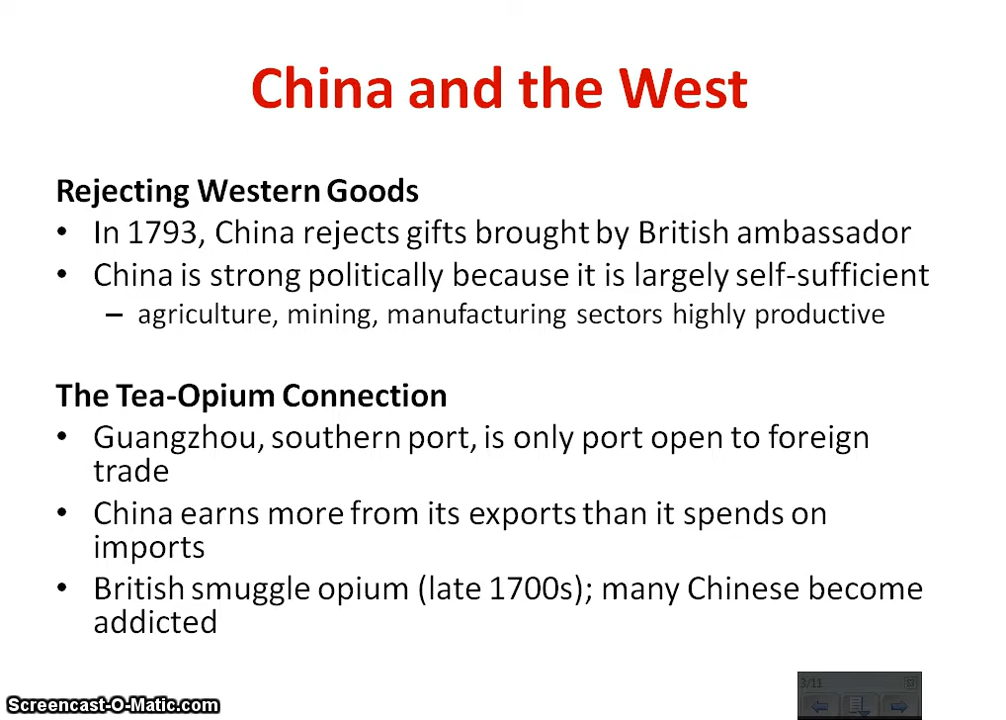 China and the West
Rejecting Western Goods
• In 1793, China rejects gifts brought by British ambassador
• China is strong politically because it is largely self-sufficient
– agriculture, mining, manufacturing sectors highly productive
The Tea-Opium Connection
• Guangzhou, southern port, is only port open to foreign
trade
• China earns more from its exports than it spends on
imports
• British smuggle opium (late 1700s); many Chinese become
addicted
3/11
Screencast-O-Matic.com